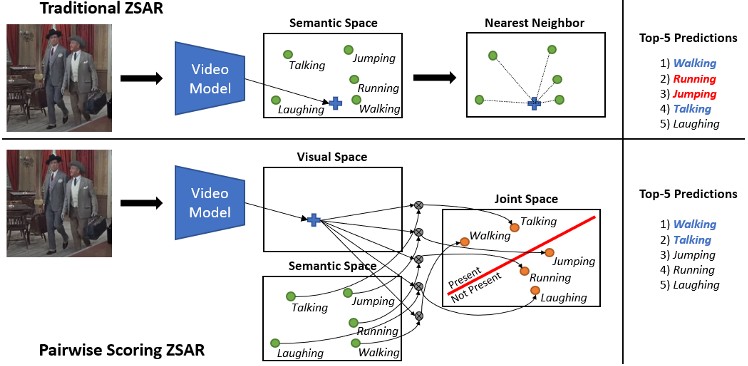 Traditional ZSAR
Semantic Space
Nearest Neighbor
Top-5 Predictions
Video
Model
Talking
Jumping
Running
Laughing
Walking
1) Walking
2) Running
3) Jumping
4) Talking
5) Laughing
Visual Space
Video
Model
Joint Space
Talking
Walking
Jumping
Present
Not Present
Running
Laughing
Semantic Space
Talking
Jumping
Running
Laughing
Walking
Top-5 Predictions
1) Walking
2) Talking
3) Jumping
4) Running
5) Laughing
Pairwise Scoring ZSAR